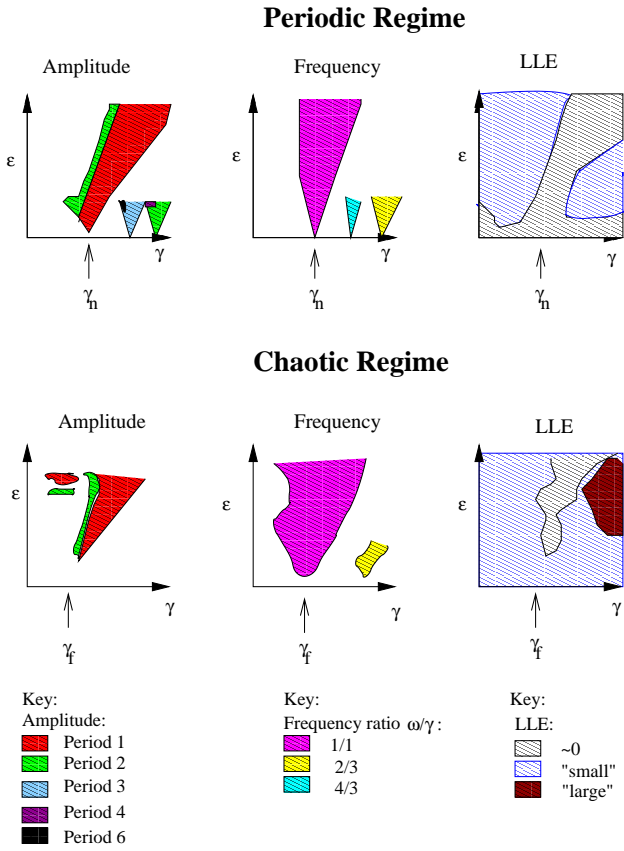 Periodic Regime
Amplitude Frequency LLE
ε ε ε
γ γ γ
γn γn γn
Chaotic Regime
Amplitude Frequency LLE
ε ε ε
γ γ γ
γf γf γf
Key: Key: Key:
Amplitude: Frequency ratio ω/γ : LLE:
Period 1 1/1 ~0
Period 2 2/3 "small"
Period 3 4/3 "large"
Period 4
Period 6